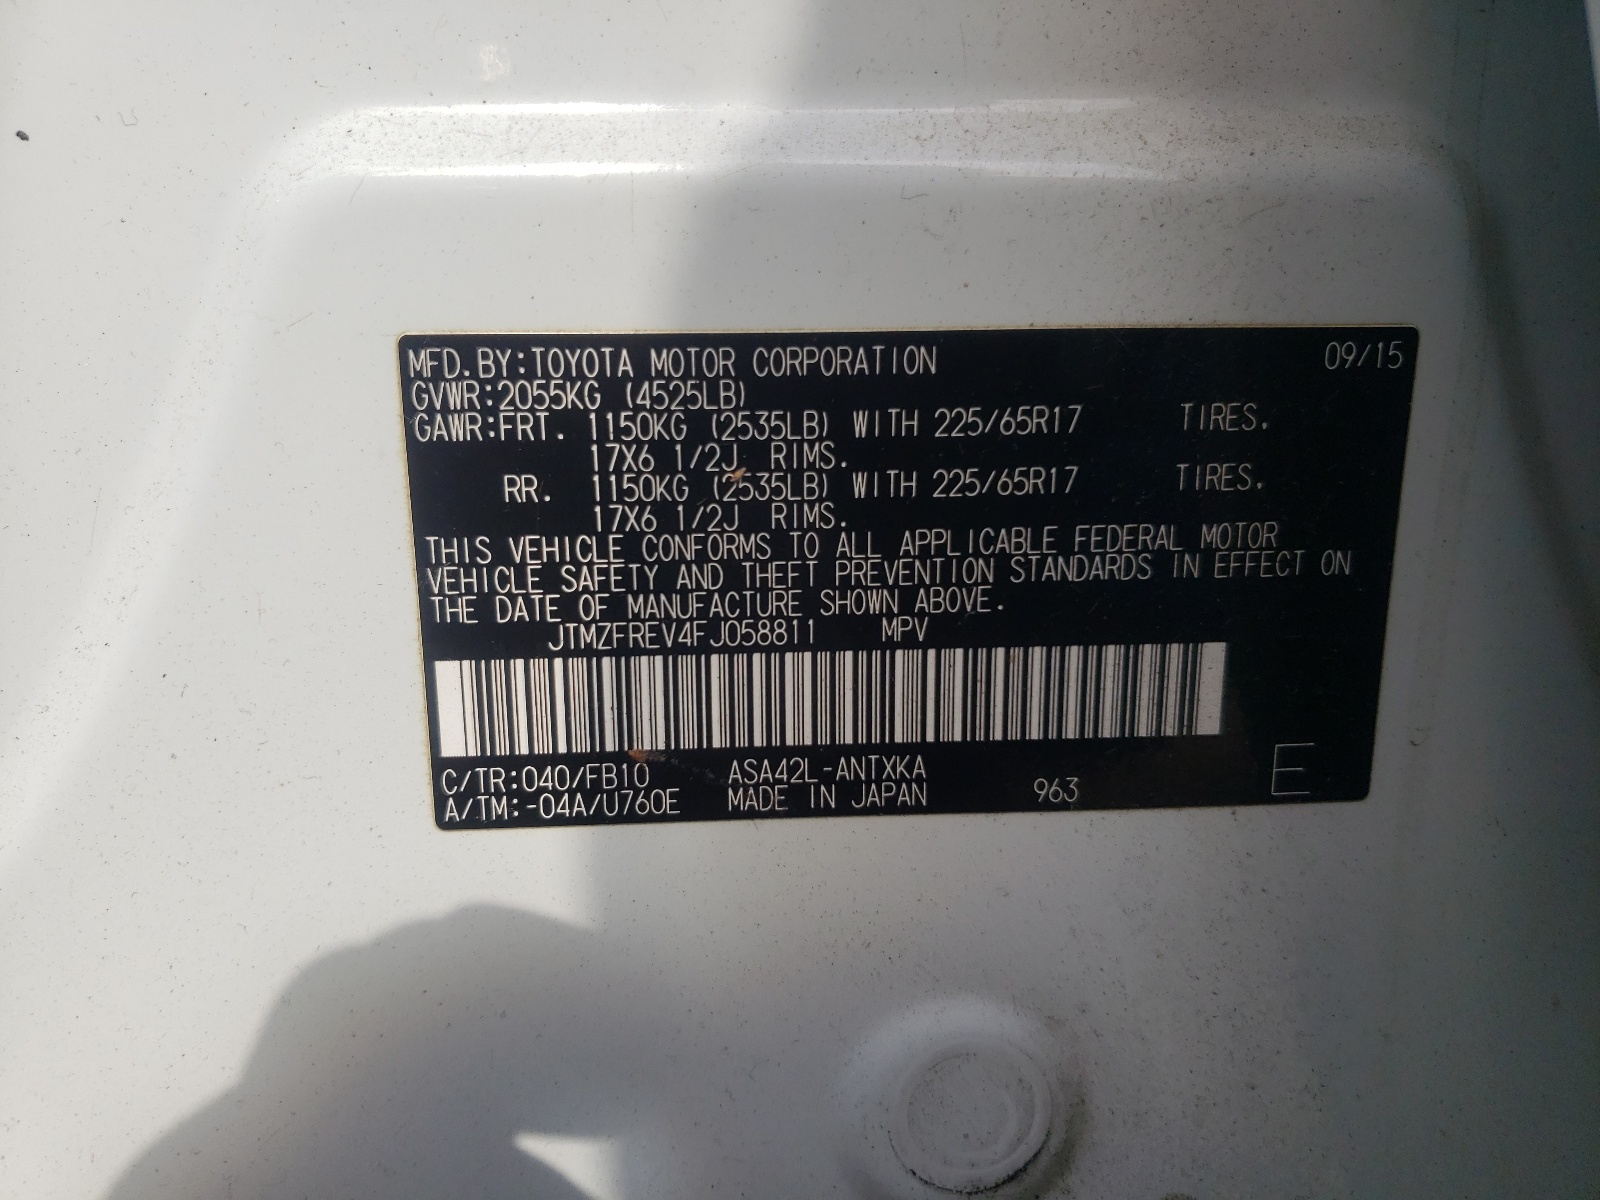 MFD.BY:TOYOTA MOTOR CORPORATION 09/15
GVWR:2055KG (4525LB)
GAWR:FRT. 1150KG (2535LB) WITH 225/65R17 TIRES.
17X6 1/2J RIMS.
RR. 1150KG (2535LB) WITH 225/65R17 TIRES.
17X6 1/2J RIMS.
THIS VEHICLE CONFORMS TO ALL APPLICABLE FEDERAL MOTOR
VEHICLE SAFETY AND THEFT PREVENTION STANDARDS IN EFFECT ON
THE DATE OF MANUFACTURE SHOWN ABOVE.
JTMZFREV4FJ058811 MPV
C/TR:040/FB10 ASA42L-ANTXKA
A/TM:-04A/U760E MADE IN JAPAN 963 E